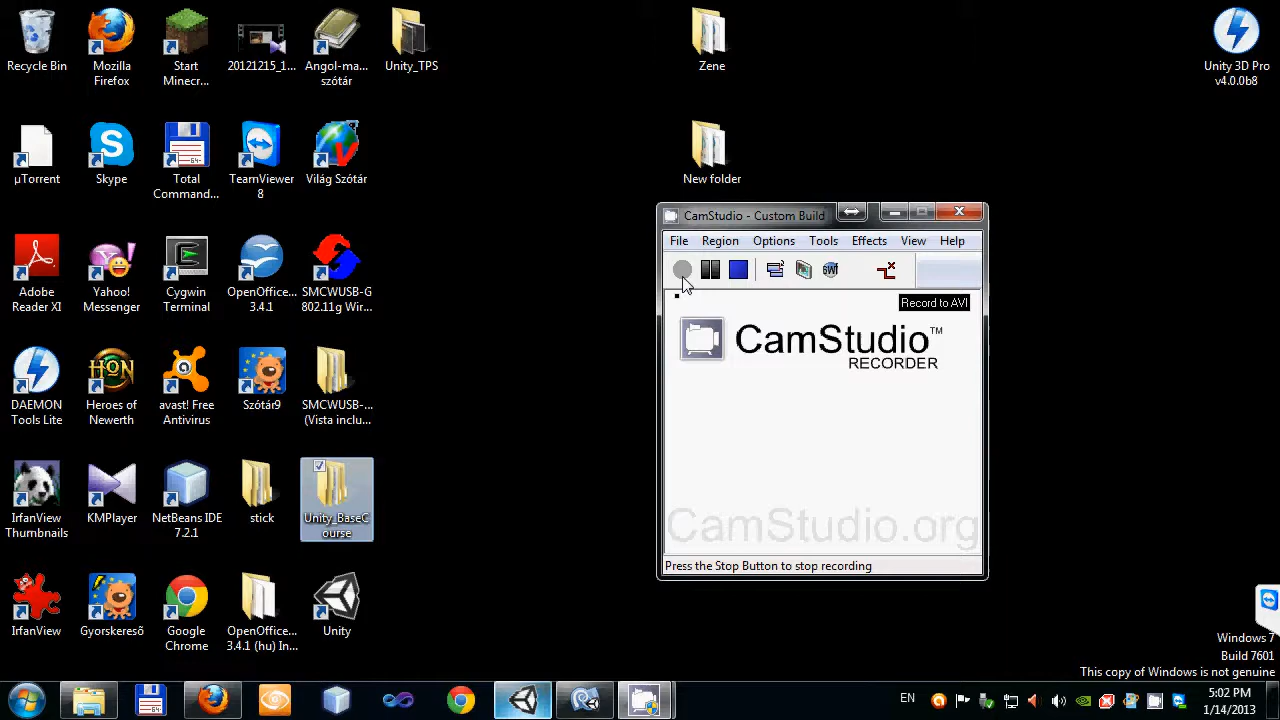 Recycle Bin
Mozilla
Firefox
Start
Minecr...
20121215_1...
Angol-ma...
szótár
Unity_TPS
Zene
Unity 3D Pro
v4.0.0b8
µTorrent
Skype
Total
Command...
TeamViewer
8
Világ Szótár
New folder
CamStudio - Custom Build
File Region Options Tools Effects View Help
Record to AVI
CamStudio™
RECORDER
CamStudio.org
Press the Stop Button to stop recording
Adobe
Reader XI
Yahoo!
Messenger
Cygwin
Terminal
OpenOffice...
3.4.1
SMCWUSB-G
802.11g Wir...
DAEMON
Tools Lite
Heroes of
Newerth
avast! Free
Antivirus
Szótár9
SMCWUSB-...
(Vista inclu...
IrfanView
Thumbnails
KMPlayer
NetBeans IDE
7.2.1
stick
Unity_BaseC
ourse
IrfanView
Gyorskereső
Google
Chrome
OpenOffice...
3.4.1 (hu) In...
Unity
Windows 7
Build 7601
This copy of Windows is not genuine
EN
5:02 PM
1/14/2013